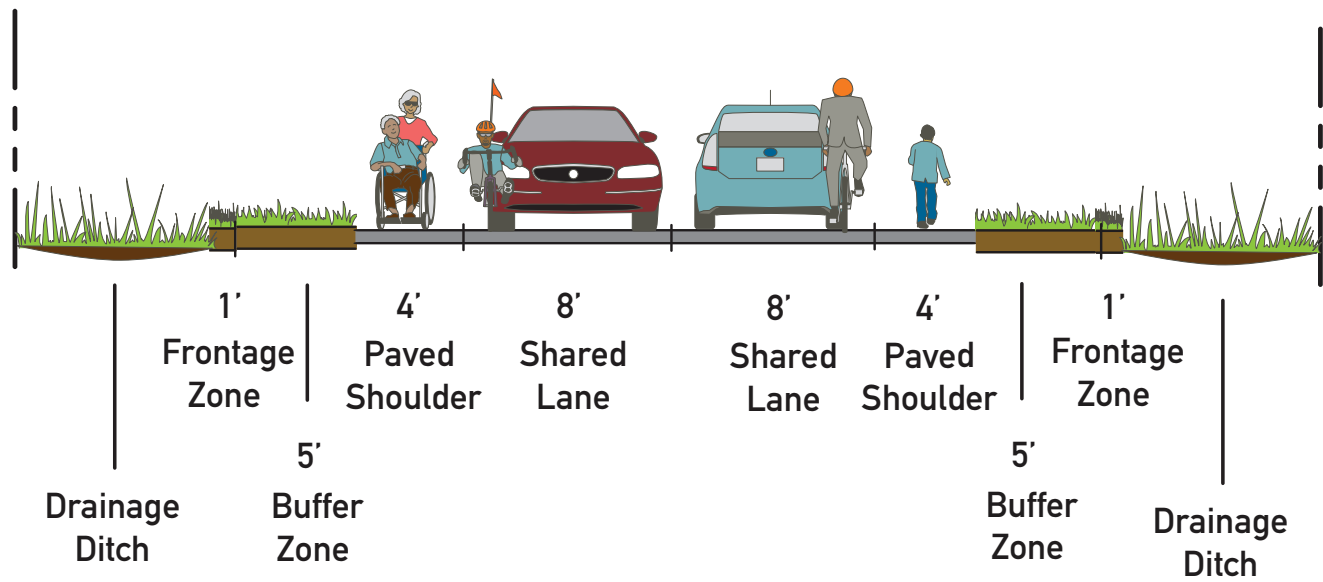 1’
Frontage
Zone
4’
Paved
Shoulder
8’
Shared
Lane
8’
Shared
Lane
4’
Paved
Shoulder
1’
Frontage
Zone
5’
Buffer
Zone
5’
Buffer
Zone
Drainage
Ditch
Drainage
Ditch